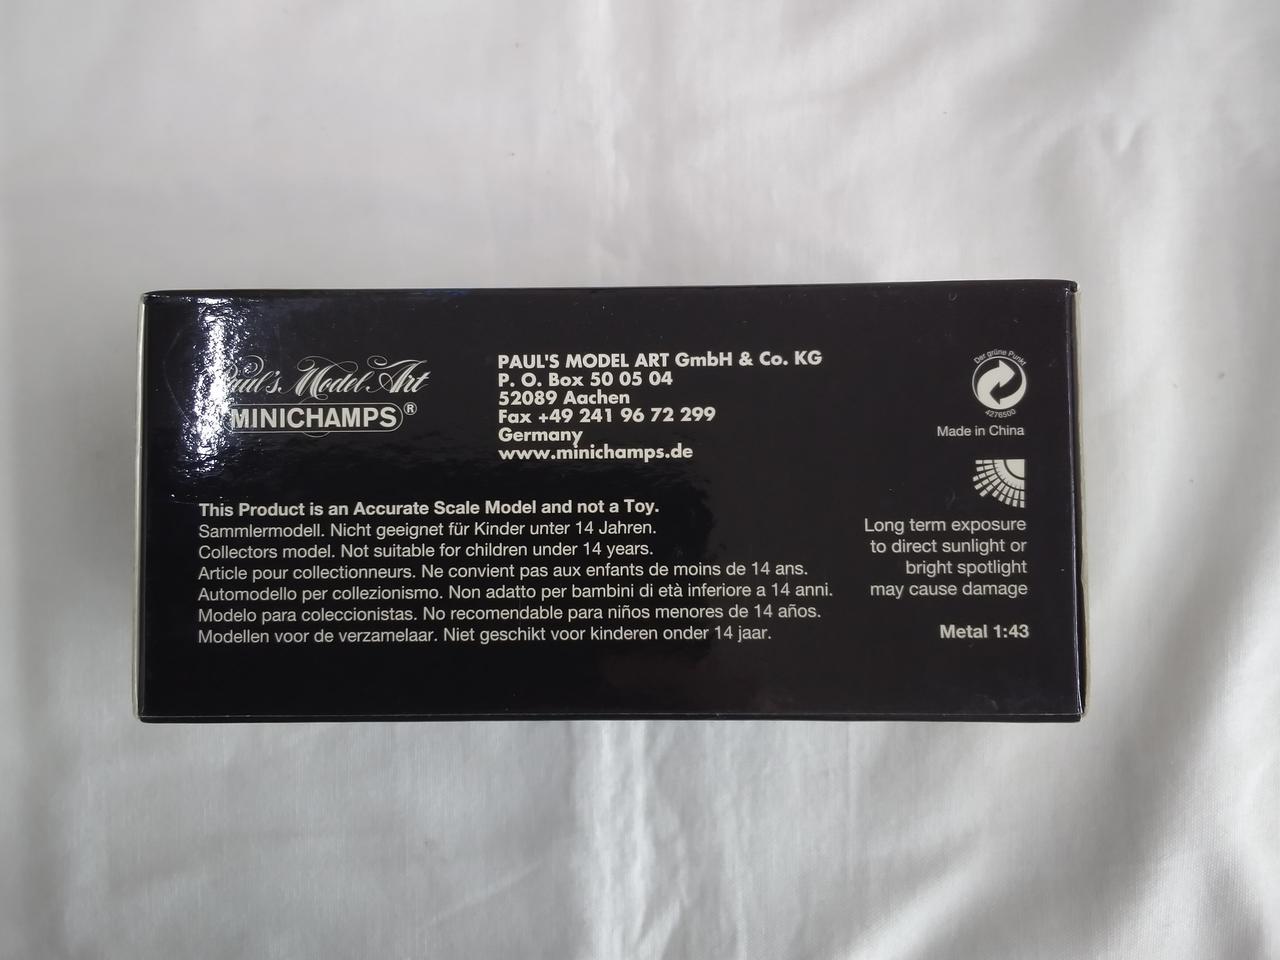 Paul's Model Art
MINICHAMPS®
PAUL'S MODEL ART GmbH & Co. KG
P. O. Box 50 05 04
52089 Aachen
Fax +49 241 96 72 299
Germany
www.minichamps.de
This Product is an Accurate Scale Model and not a Toy.
Sammlermodell. Nicht geeignet für Kinder unter 14 Jahren.
Collectors model. Not suitable for children under 14 years.
Article pour collectionneurs. Ne convient pas aux enfants de moins de 14 ans.
Automodello per collezionismo. Non adatto per bambini di età inferiore a 14 anni.
Modelo para coleccionistas. No recomendable para niños menores de 14 años.
Modellen voor de verzamelaar. Niet geschikt voor kinderen onder 14 jaar.
Der grüne Punkt
4276500
Made in China
Long term exposure
to direct sunlight or
bright spotlight
may cause damage
Metal 1:43